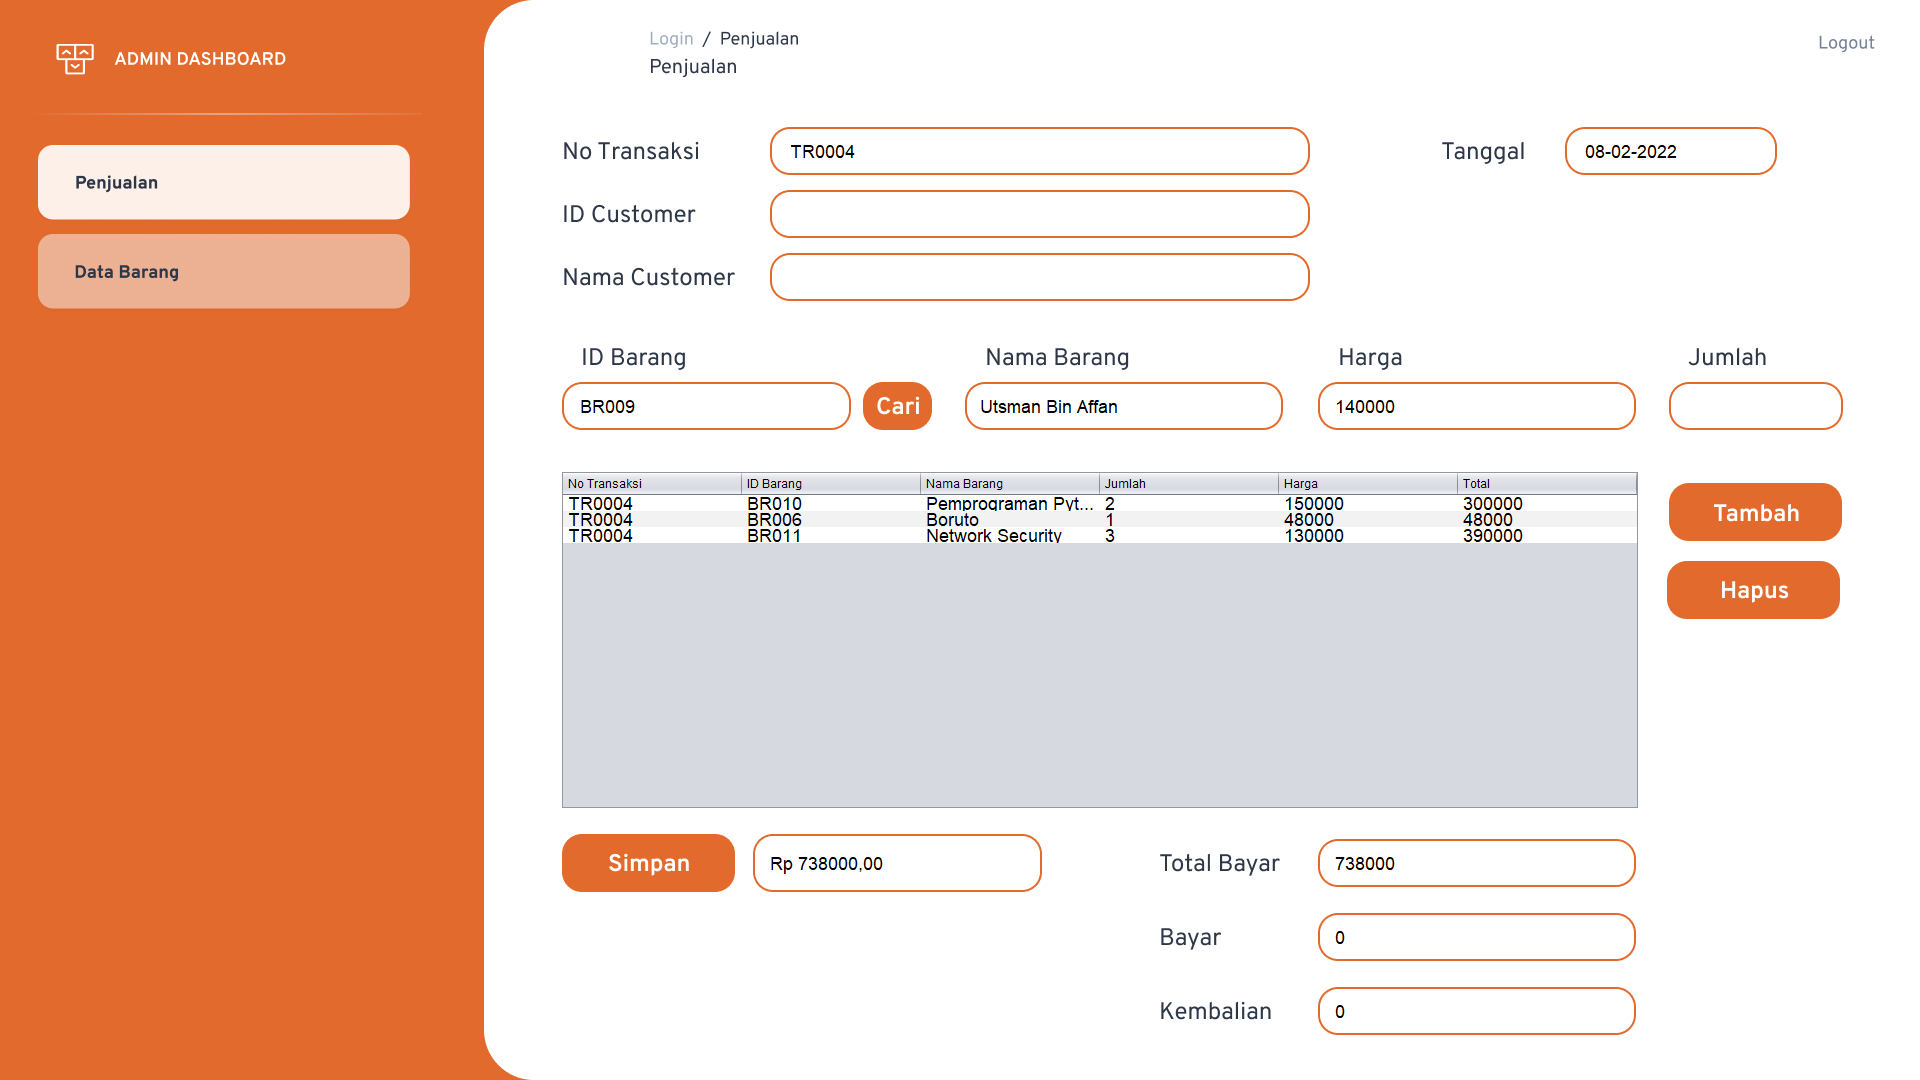 ADMIN DASHBOARD
Penjualan
Data Barang
Login / Penjualan
Penjualan
Logout
No Transaksi TR0004 Tanggal 08-02-2022
ID Customer
Nama Customer
ID Barang Nama Barang Harga Jumlah
BR009 Cari Utsman Bin Affan 140000
No Transaksi ID Barang Nama Barang Jumlah Harga Total
TR0004 BR010 Pemprograman Pyt... 2 150000 300000
TR0004 BR006 Boruto 1 48000 48000
TR0004 BR011 Network Security 3 130000 390000
Tambah
Hapus
Simpan Rp 738000,00 Total Bayar 738000
Bayar 0
Kembalian 0